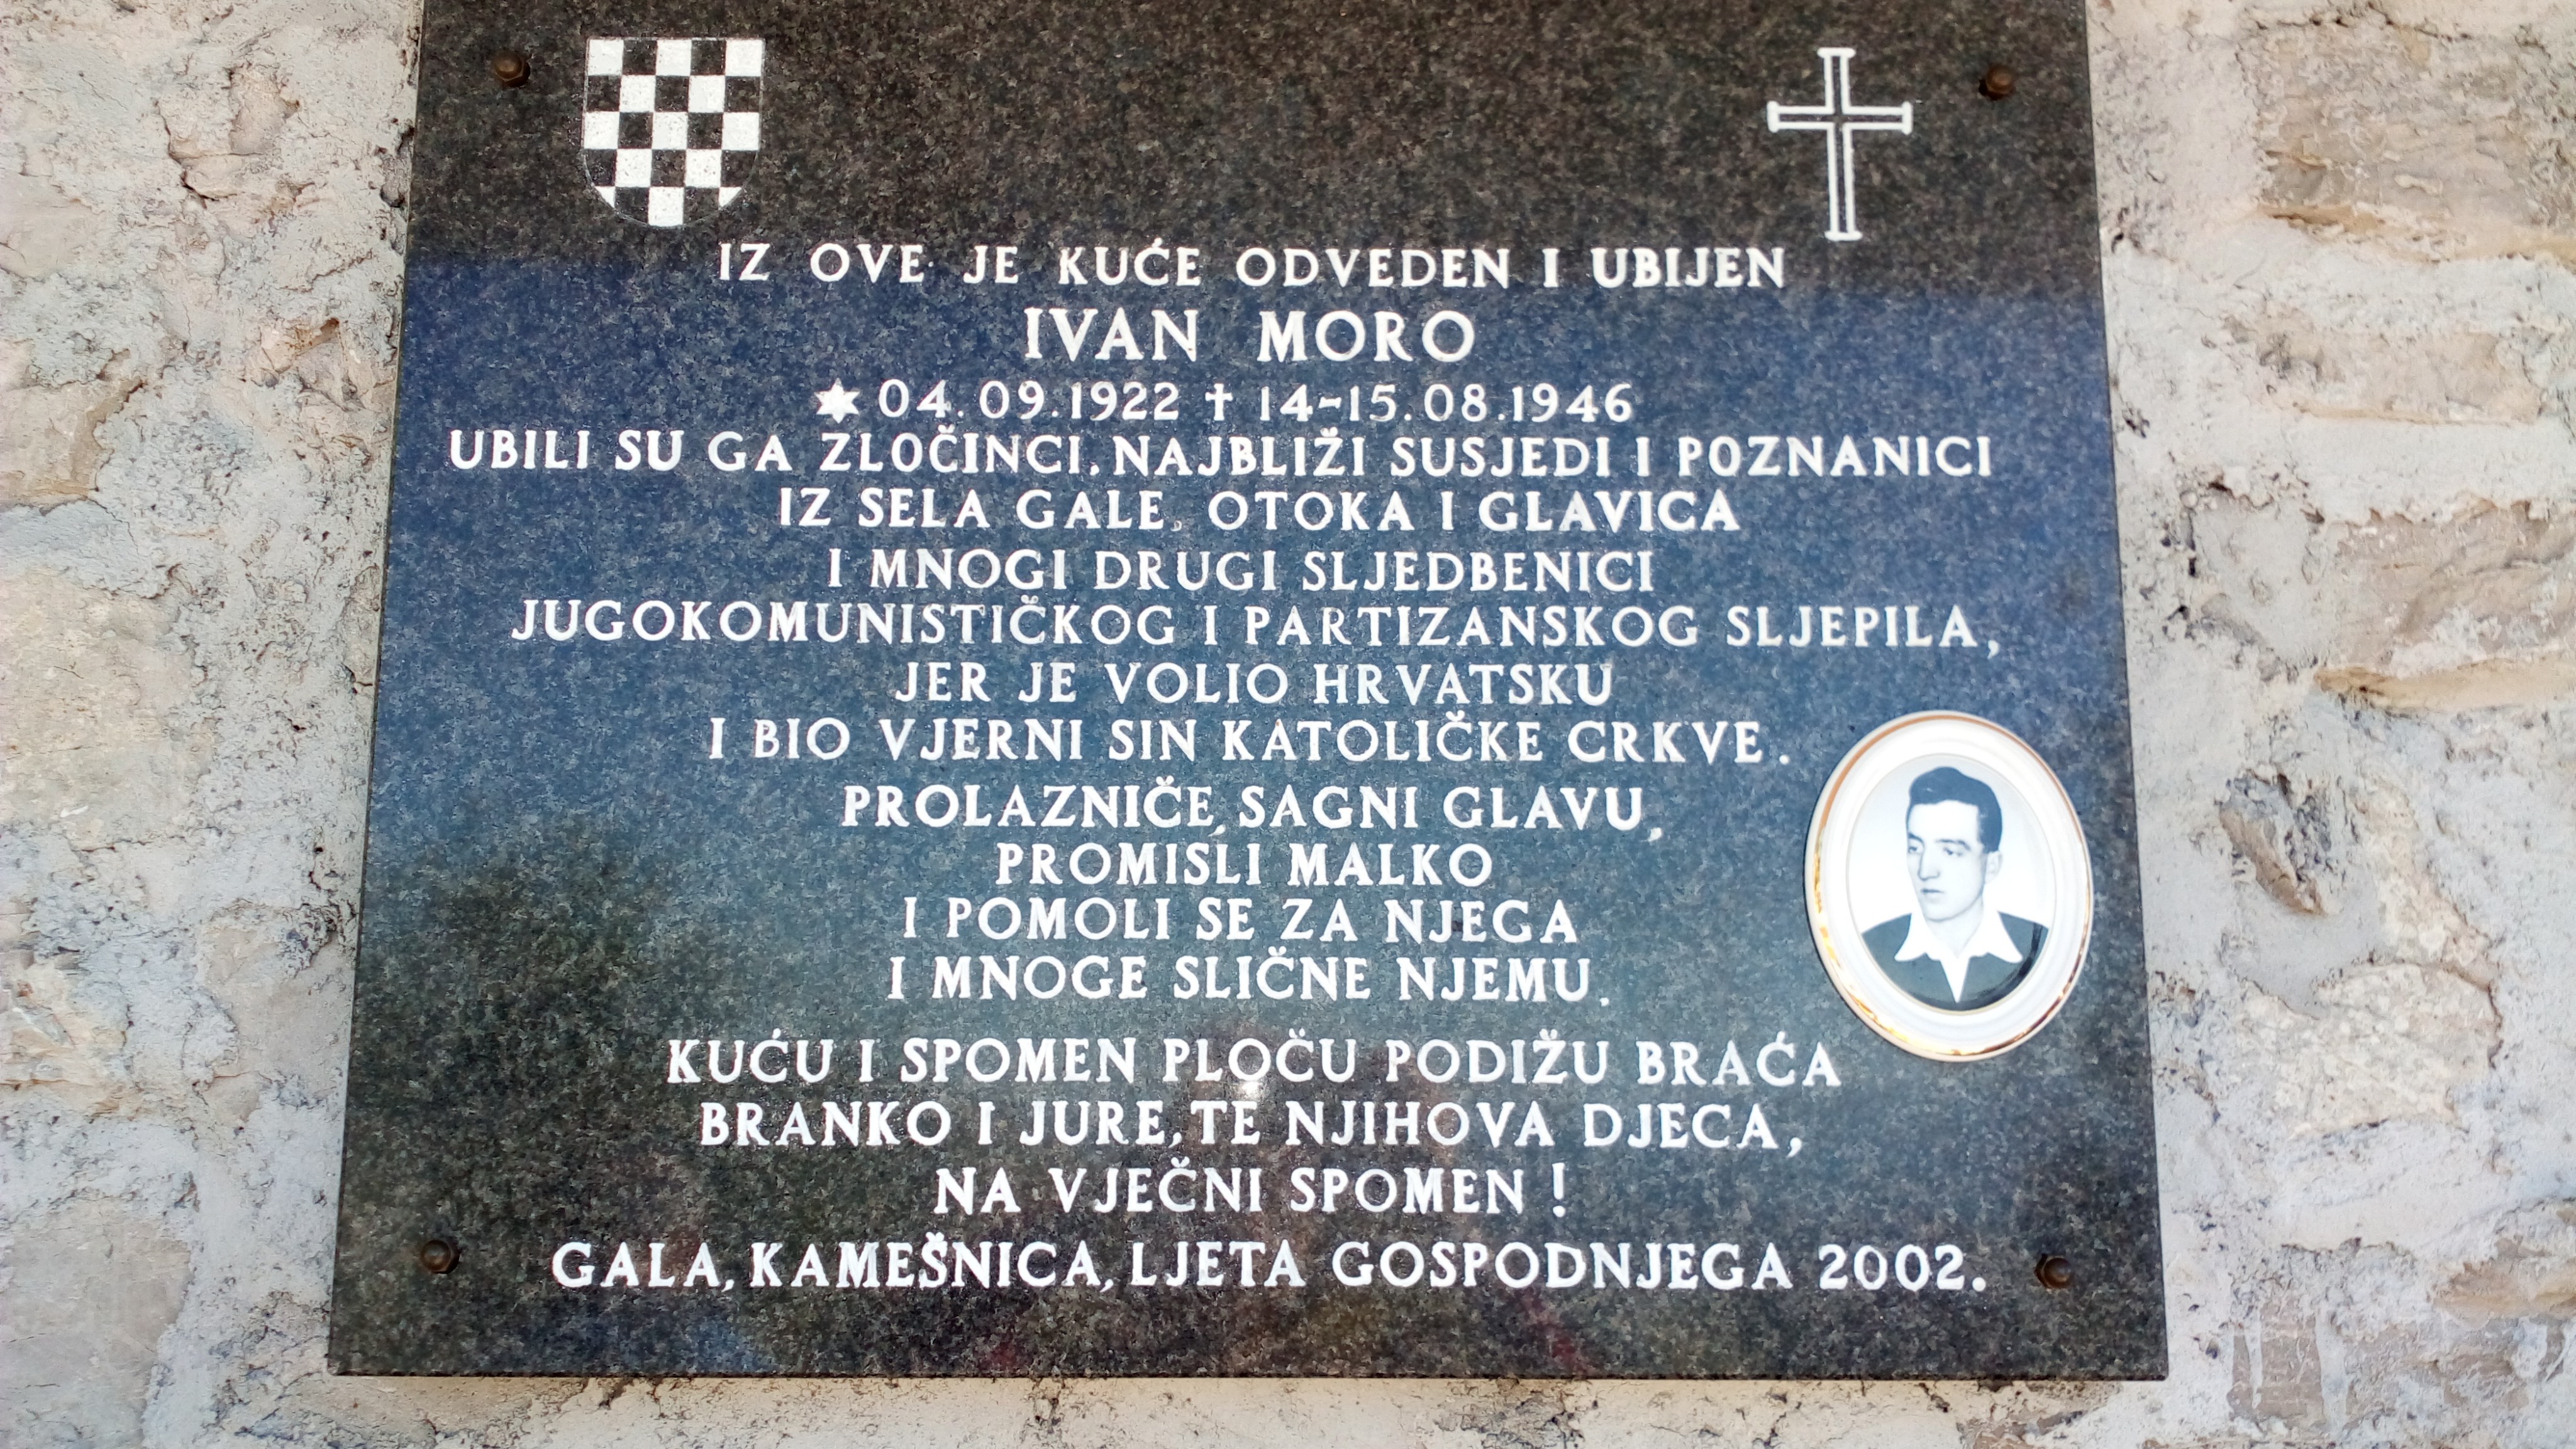 IZ OVE JE KUĆE ODVEDEN I UBIJEN
IVAN MORO
★ 04.09.1922 † 14-15.08.1946
UBILI SU GA ZLOČINCI, NAJBLIŽI SUSJEDI I POZNANICI
IZ SELA GALE, OTOKA I GLAVICA
I MNOGI DRUGI SLJEDBENICI
JUGOKOMUNISTIČKOG I PARTIZANSKOG SLJEPILA,
JER JE VOLIO HRVATSKU
I BIO VJERNI SIN KATOLIČKE CRKVE.
PROLAZNIČE, SAGNI GLAVU,
PROMISLI MALKO
I POMOLI SE ZA NJEGA
I MNOGE SLIČNE NJEMU.
KUĆU I SPOMEN PLOČU PODIŽU BRAĆA
BRANKO I JURE, TE NJIHOVA DJECA,
NA VJEČNI SPOMEN !
GALA, KAMEŠNICA, LJETA GOSPODNJEGA 2002.